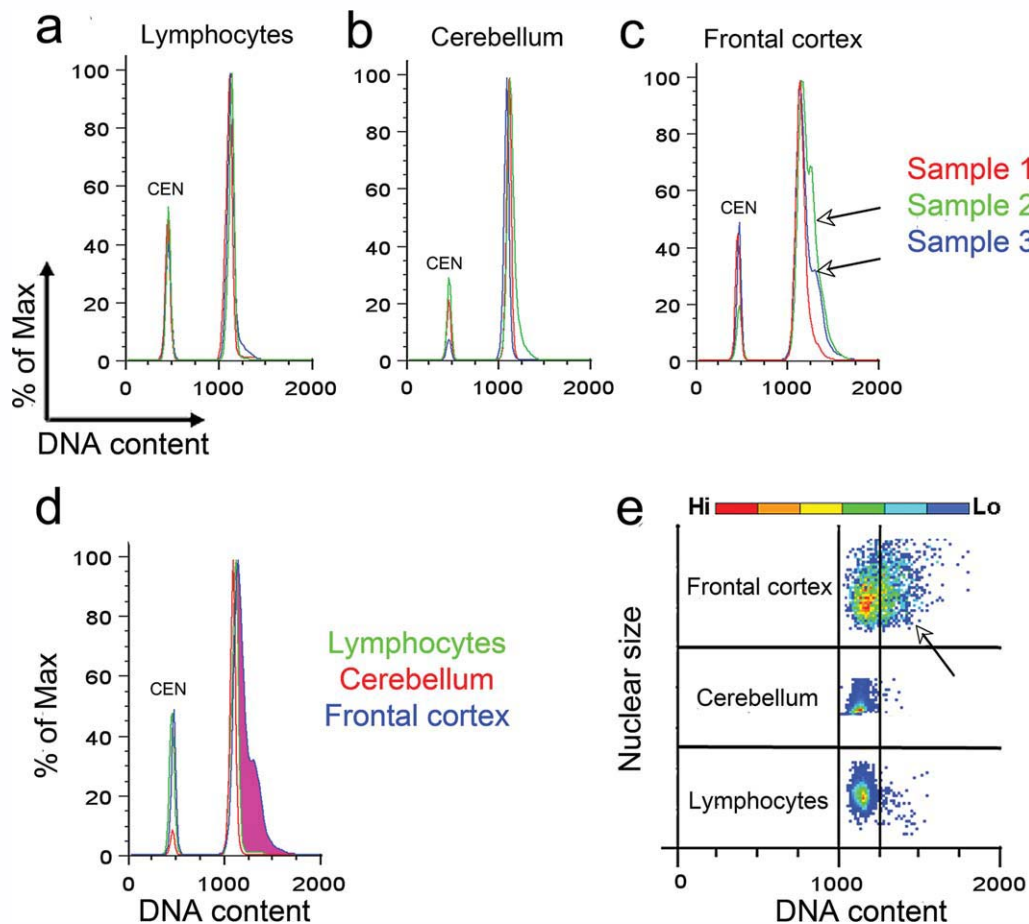 a
Lymphocytes
b
Cerebellum
c
Frontal cortex
100
80
60
40
20
0
CEN
0
1000
2000
100
80
60
40
20
0
CEN
0
1000
2000
100
80
60
40
20
0
CEN
0
1000
2000
Sample 1
Sample 2
Sample 3
% of Max
DNA content
d
100
80
60
40
20
0
CEN
0
1000
2000
% of Max
DNA content
Lymphocytes
Cerebellum
Frontal cortex
e
Hi
Lo
Frontal cortex
Cerebellum
Lymphocytes
Nuclear size
0
1000
2000
DNA content